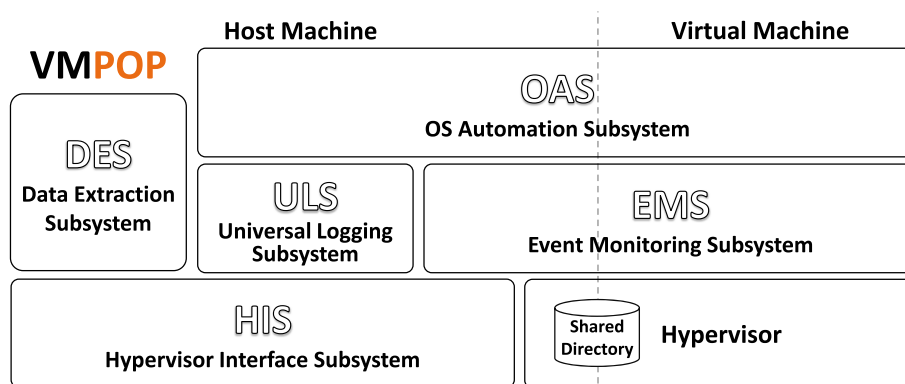 Host Machine
Virtual Machine
VMPOP
OAS
OS Automation Subsystem
DES
Data Extraction
Subsystem
ULS
Universal Logging
Subsystem
EMS
Event Monitoring Subsystem
HIS
Hypervisor Interface Subsystem
Shared
Directory
Hypervisor